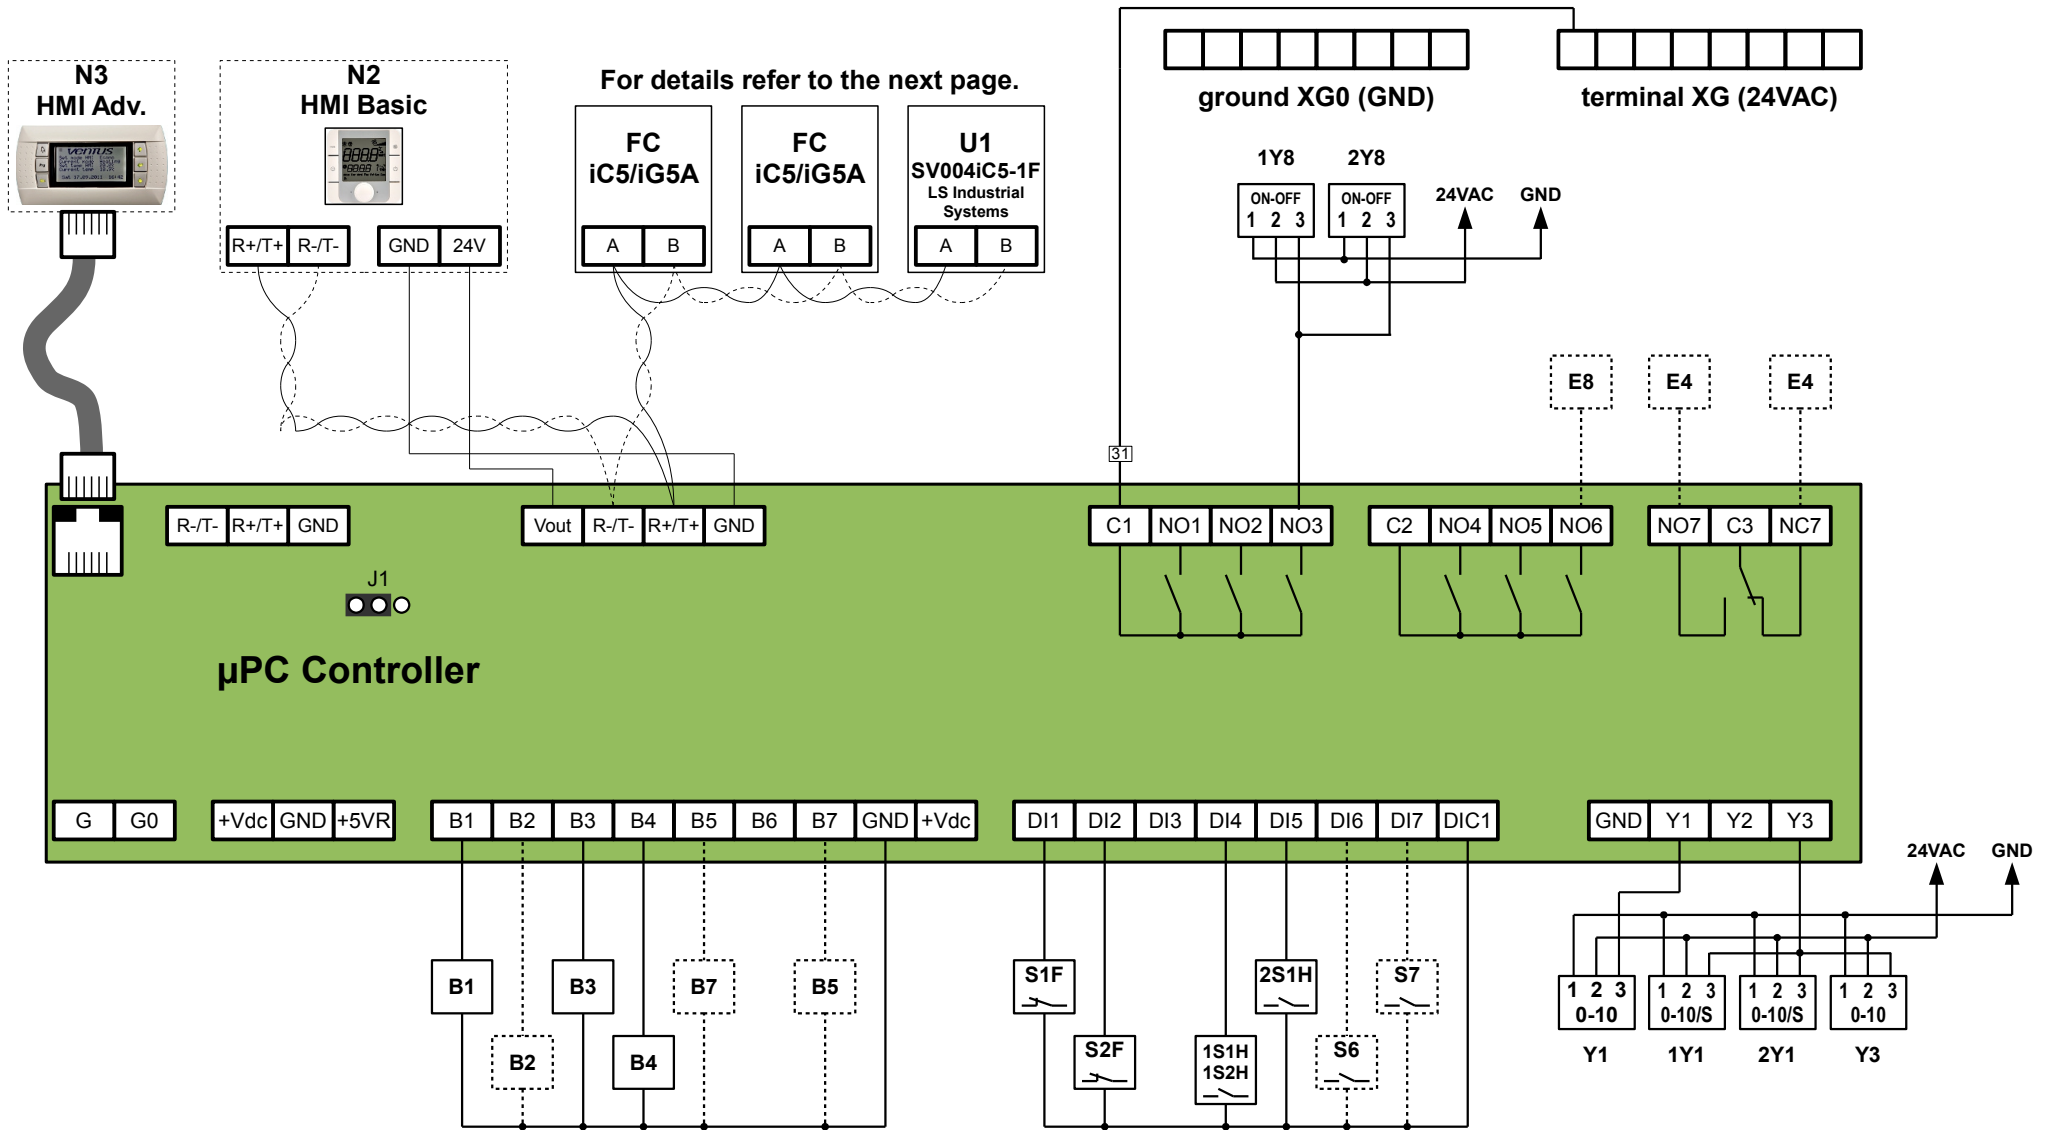 N3
HMI Adv.
ventus
N2
HMI Basic
R+/T+ R-/T- GND 24V
For details refer to the next page.
FC
iC5/iG5A
A B
FC
iC5/iG5A
A B
U1
SV004iC5-1F
LS Industrial
Systems
A B
ground XG0 (GND)
terminal XG (24VAC)
1Y8 2Y8
ON-OFF
1 2 3
ON-OFF
1 2 3
24VAC GND
E8 E4 E4
31
R-/T- R+/T+ GND
Vout R-/T- R+/T+ GND
C1 NO1 NO2 NO3
C2 NO4 NO5 NO6
NO7 C3 NC7
J1
µPC Controller
G G0
+Vdc GND +5VR
B1 B2 B3 B4 B5 B6 B7 GND +Vdc
DI1 DI2 DI3 DI4 DI5 DI6 DI7 DIC1
GND Y1 Y2 Y3
24VAC GND
B1 B3 B7 B5
B2 B4
S1F 2S1H S7
S2F
1S1H
1S2H
S6
1 2 3
0-10
1 2 3
0-10/S
1 2 3
0-10/S
1 2 3
0-10
Y1 1Y1 2Y1 Y3